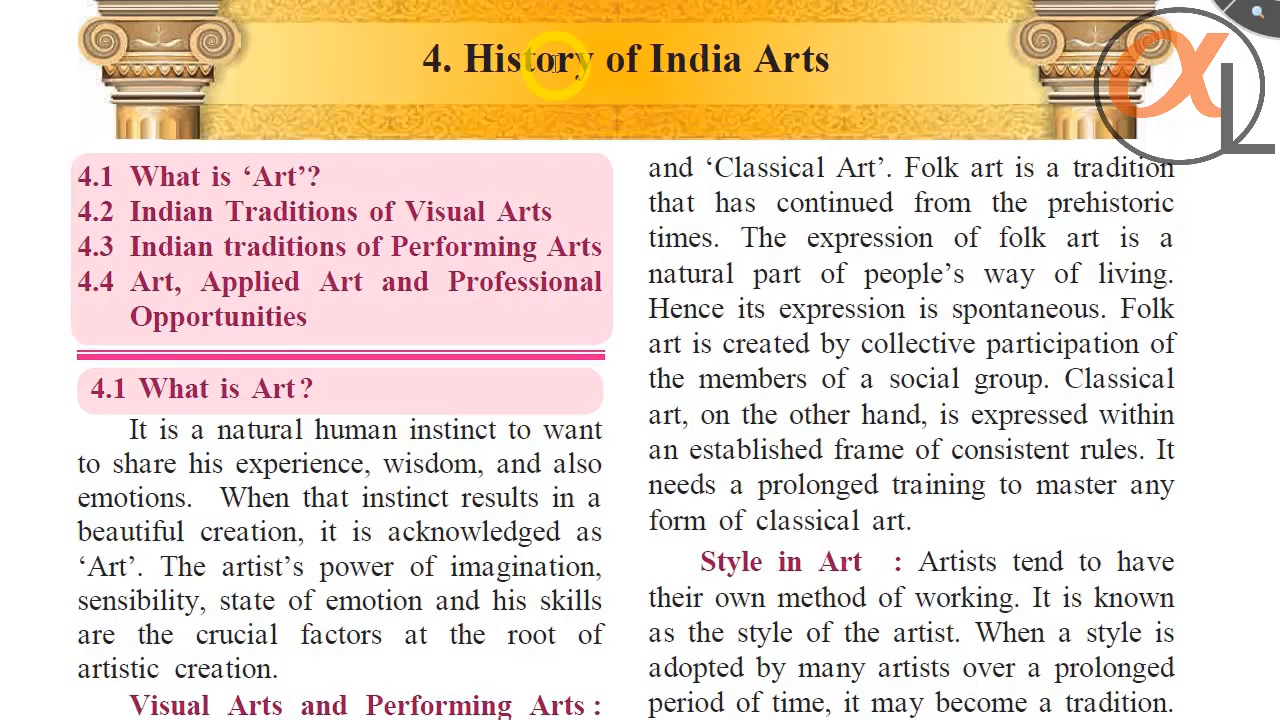 4. History of India Arts
4.1 What is ‘Art’?
4.2 Indian Traditions of Visual Arts
4.3 Indian traditions of Performing Arts
4.4 Art, Applied Art and Professional
Opportunities
4.1 What is Art?
It is a natural human instinct to want
to share his experience, wisdom, and also
emotions. When that instinct results in a
beautiful creation, it is acknowledged as
‘Art’. The artist’s power of imagination,
sensibility, state of emotion and his skills
are the crucial factors at the root of
artistic creation.
Visual Arts and Performing Arts :
and ‘Classical Art’. Folk art is a tradition
that has continued from the prehistoric
times. The expression of folk art is a
natural part of people’s way of living.
Hence its expression is spontaneous. Folk
art is created by collective participation of
the members of a social group. Classical
art, on the other hand, is expressed within
an established frame of consistent rules. It
needs a prolonged training to master any
form of classical art.
Style in Art : Artists tend to have
their own method of working. It is known
as the style of the artist. When a style is
adopted by many artists over a prolonged
period of time, it may become a tradition.
αL